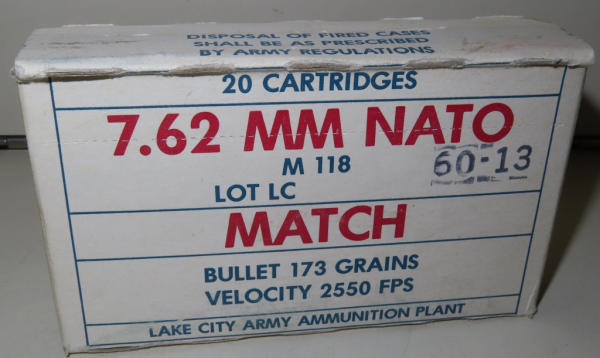 DISPOSAL OF FIRED CASES
SHALL BE AS PRESCRIBED
BY ARMY REGULATIONS
20 CARTRIDGES
7.62 MM NATO
M 118
60-13
LOT LC
MATCH
BULLET 173 GRAINS
VELOCITY 2550 FPS
LAKE CITY ARMY AMMUNITION PLANT